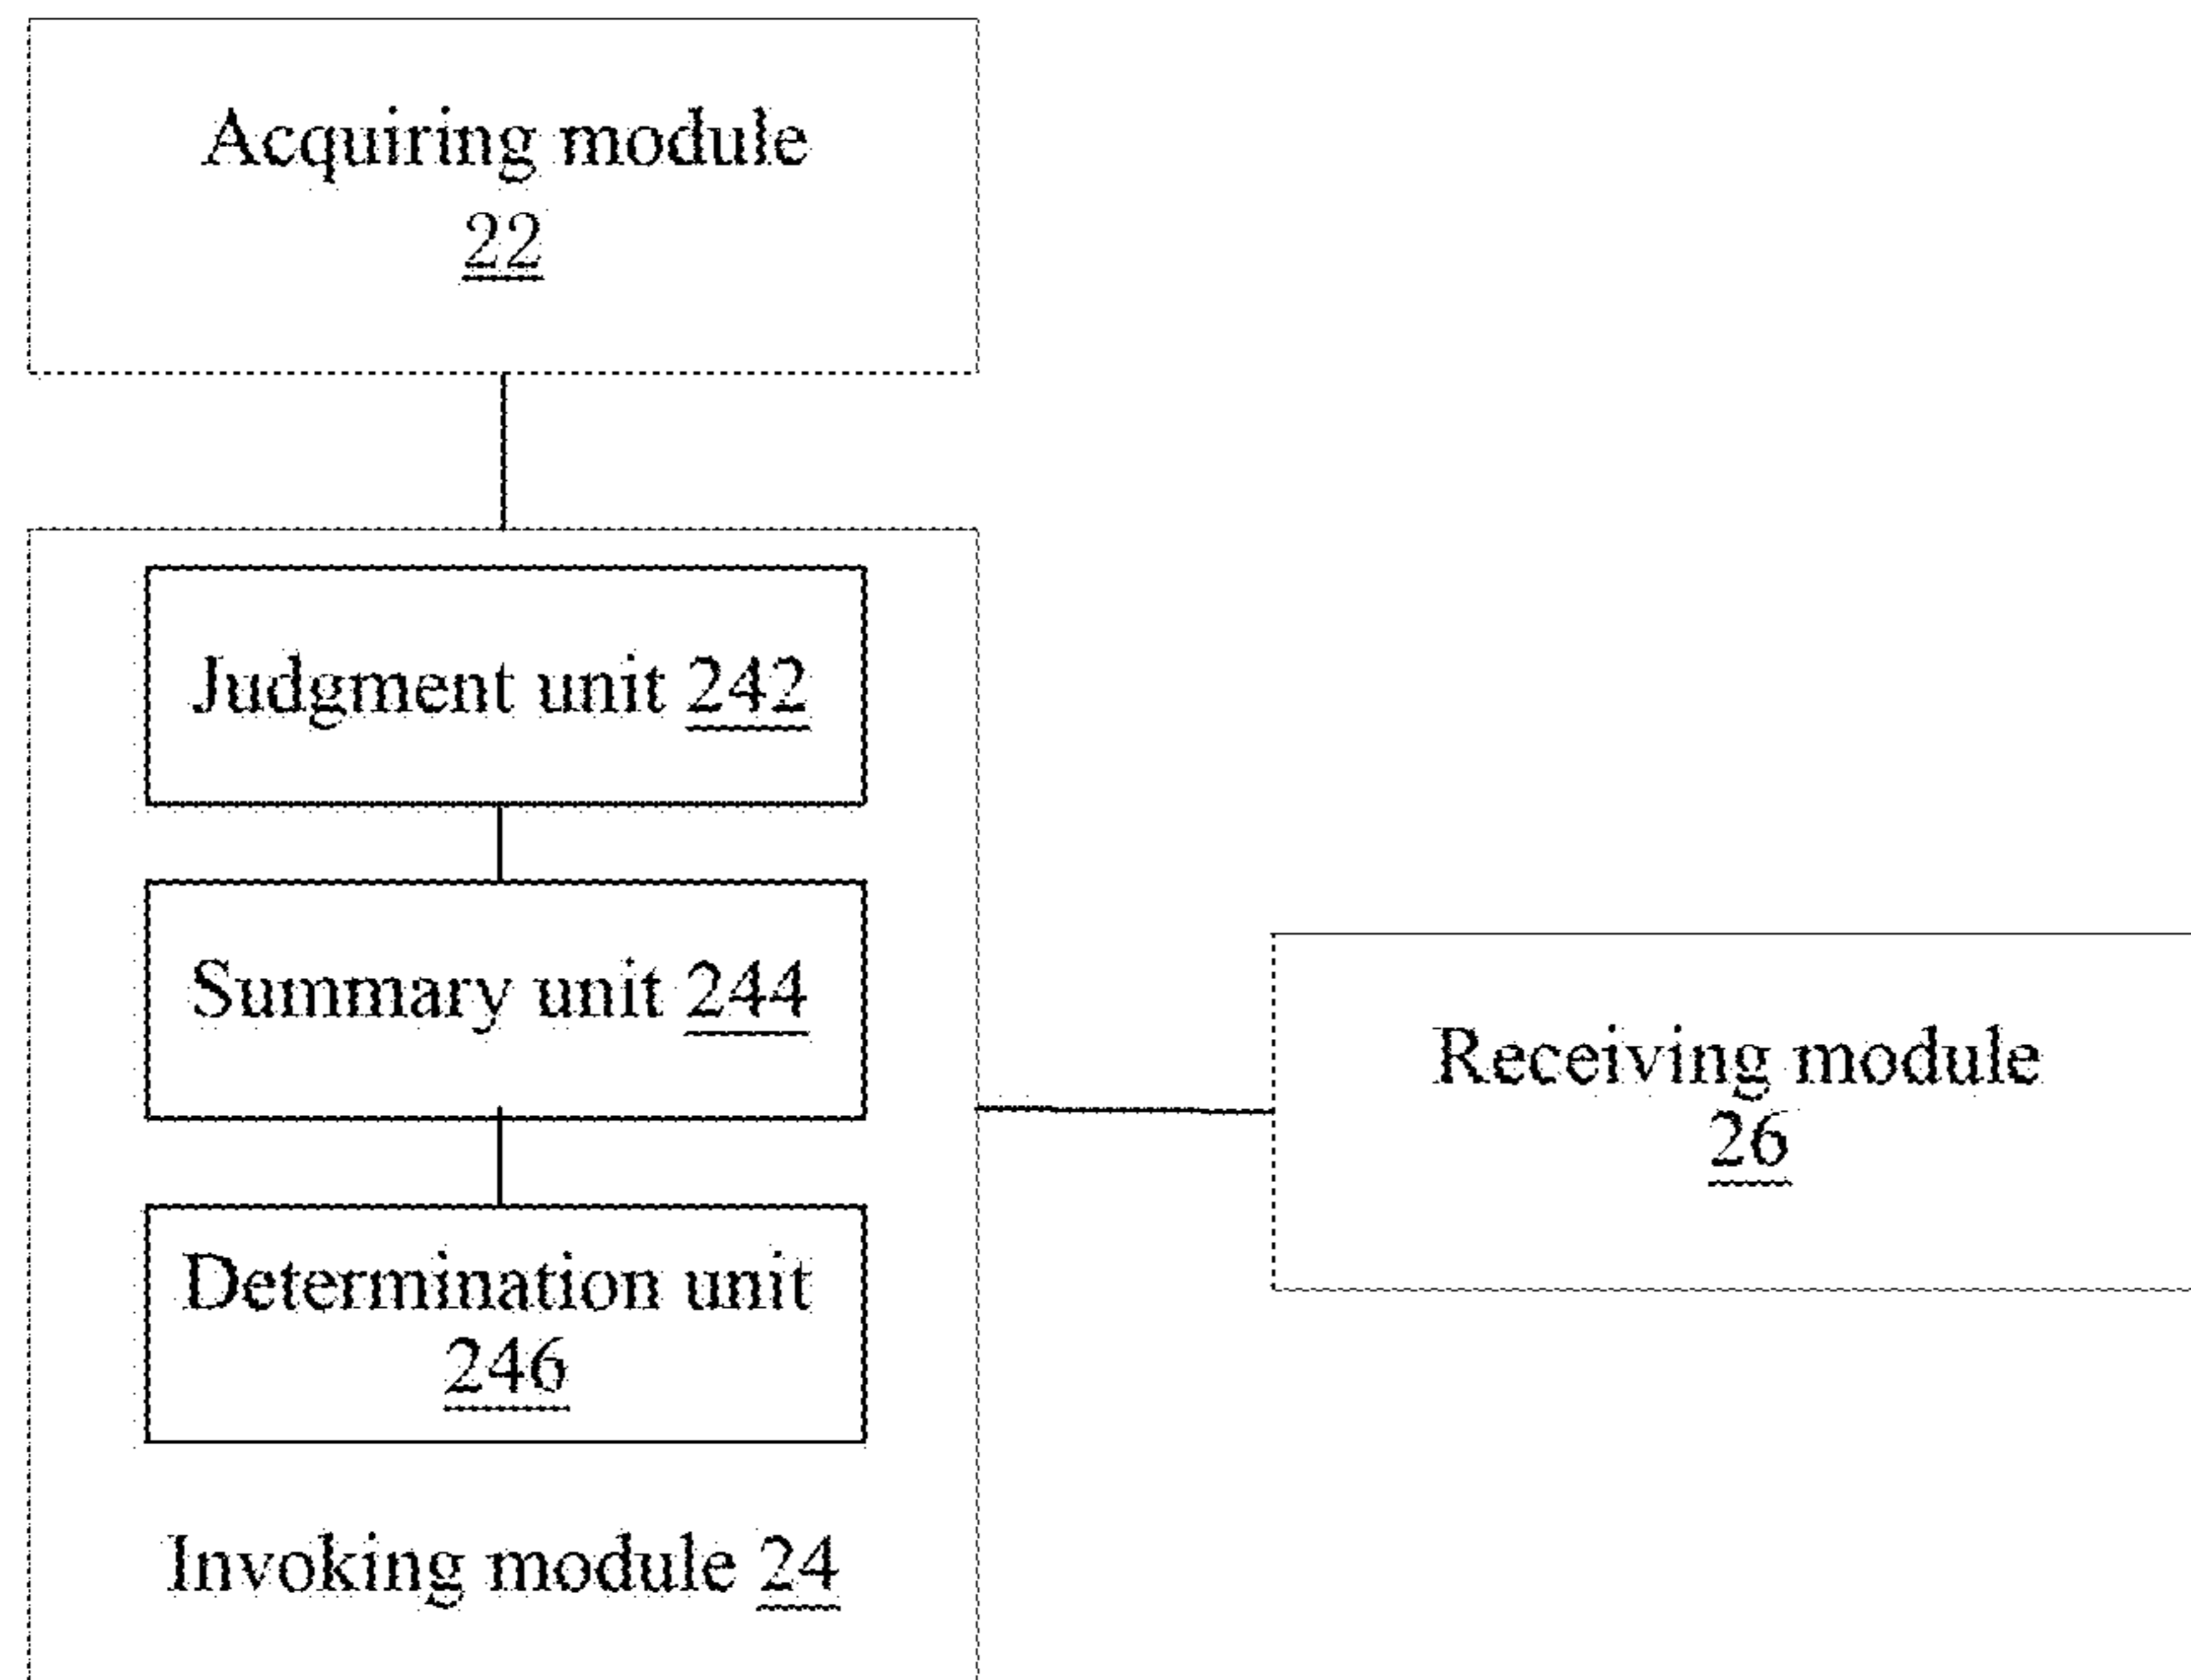 Acquiring module
22
Judgment unit 242
Summary unit 244
Determination unit
246
Invoking module 24
Receiving module
26